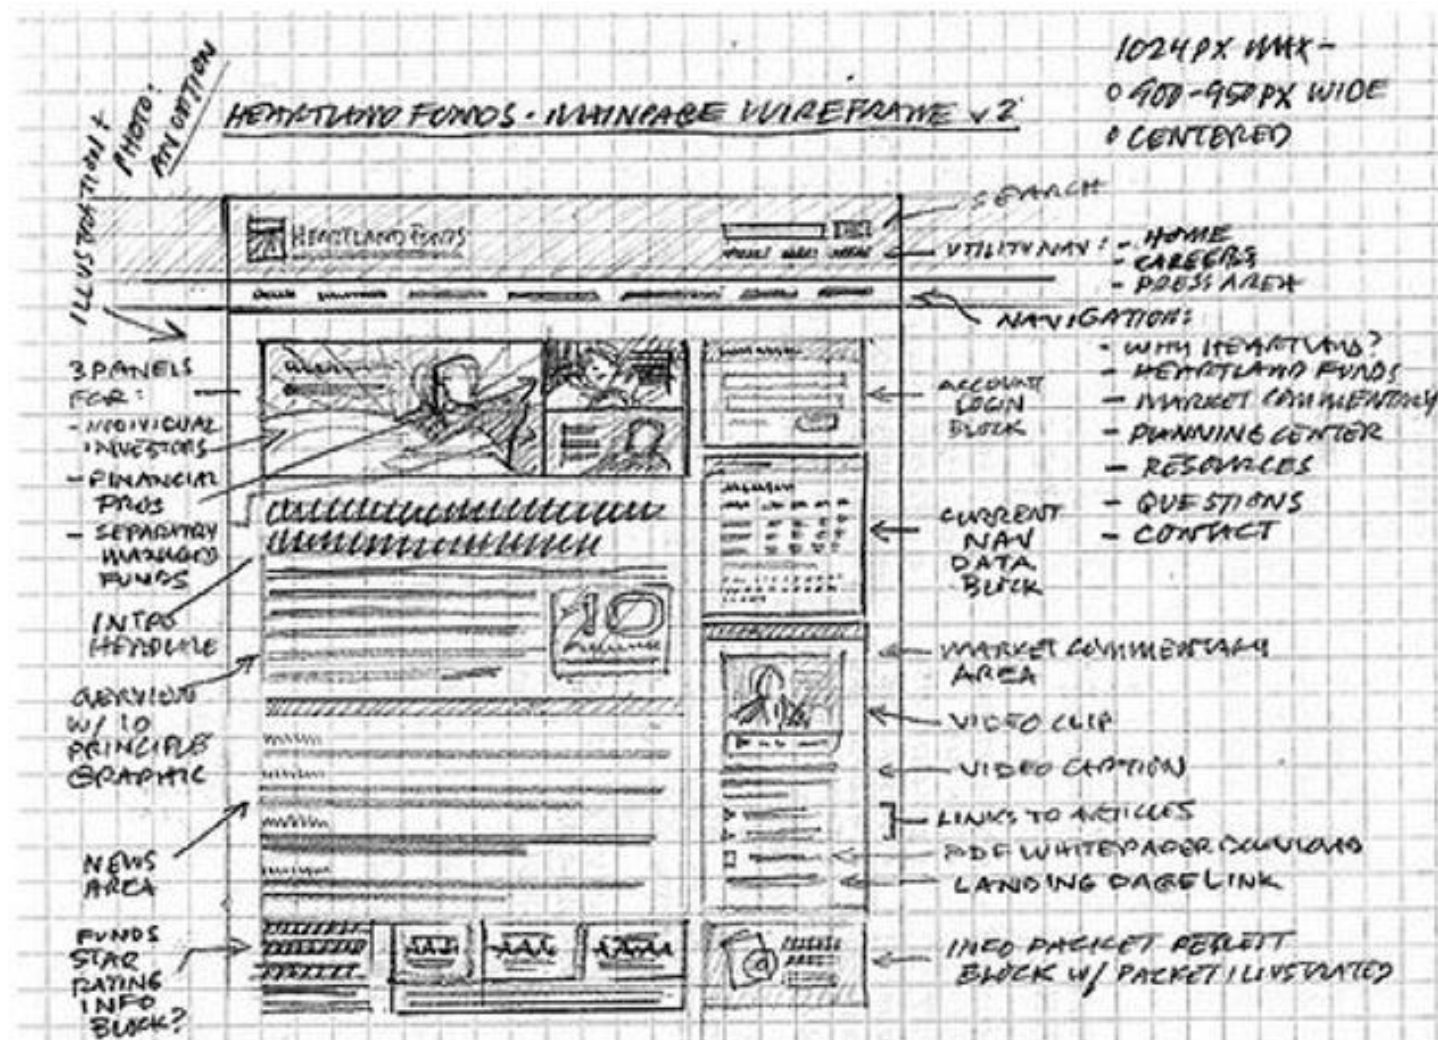 1024PX MAX-
o 900-950 PX WIDE
o CENTERED
ILLUSTRATION +
PHOTO:
AN OPTION
HEARTLAND FUNDS - MAINPAGE WIREFRAME v2
HEARTLAND FUNDS
SEARCH
UTILITY NAV:
- HOME
- CAREERS
- PRESS AREA
NAVIGATION:
- WHY HEARTLAND?
- HEARTLAND FUNDS
- MARKET COMMENTARY
- PLANNING CENTER
- RESOURCES
- QUESTIONS
- CONTACT
3 PANELS
FOR:
- INDIVIDUAL
INVESTORS
- FINANCIAL
PROS
- SEPARATELY
MANAGED
FUNDS
INTRO
HEADLINE
OVERVIEW
W/ 10
PRINCIPLE
GRAPHIC
NEWS
AREA
FUNDS
STAR
RATING
INFO
BLOCK?
10
ACCOUNT
LOGIN
BLOCK
CURRENT
NAV
DATA
BLOCK
MARKET COMMENTARY
AREA
VIDEO CLIP
VIDEO CAPTION
LINKS TO ARTICLES
PDF WHITEPAPER DOWNLOAD
LANDING PAGE LINK
INFO PACKET
BLOCK W/ PACKET ILLUSTRATED